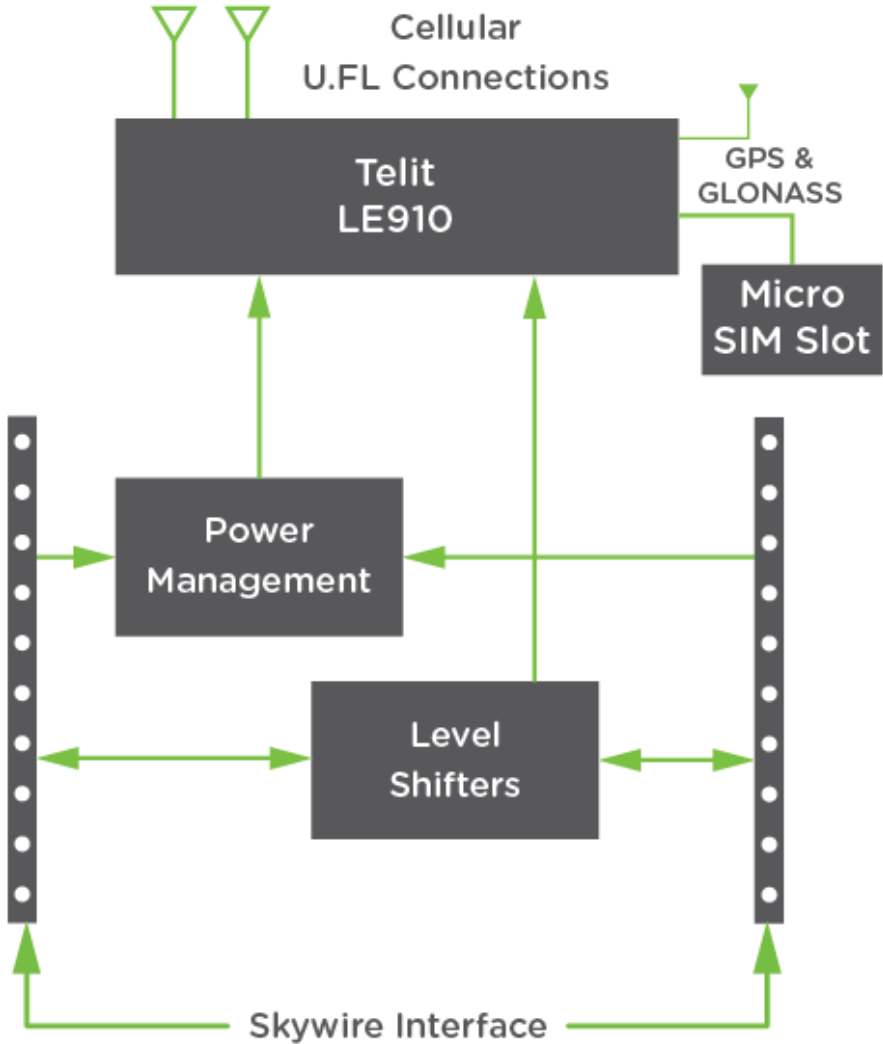 Cellular
U.FL Connections
Telit
LE910
GPS &
GLONASS
Micro
SIM Slot
Power
Management
Level
Shifters
Skywire Interface